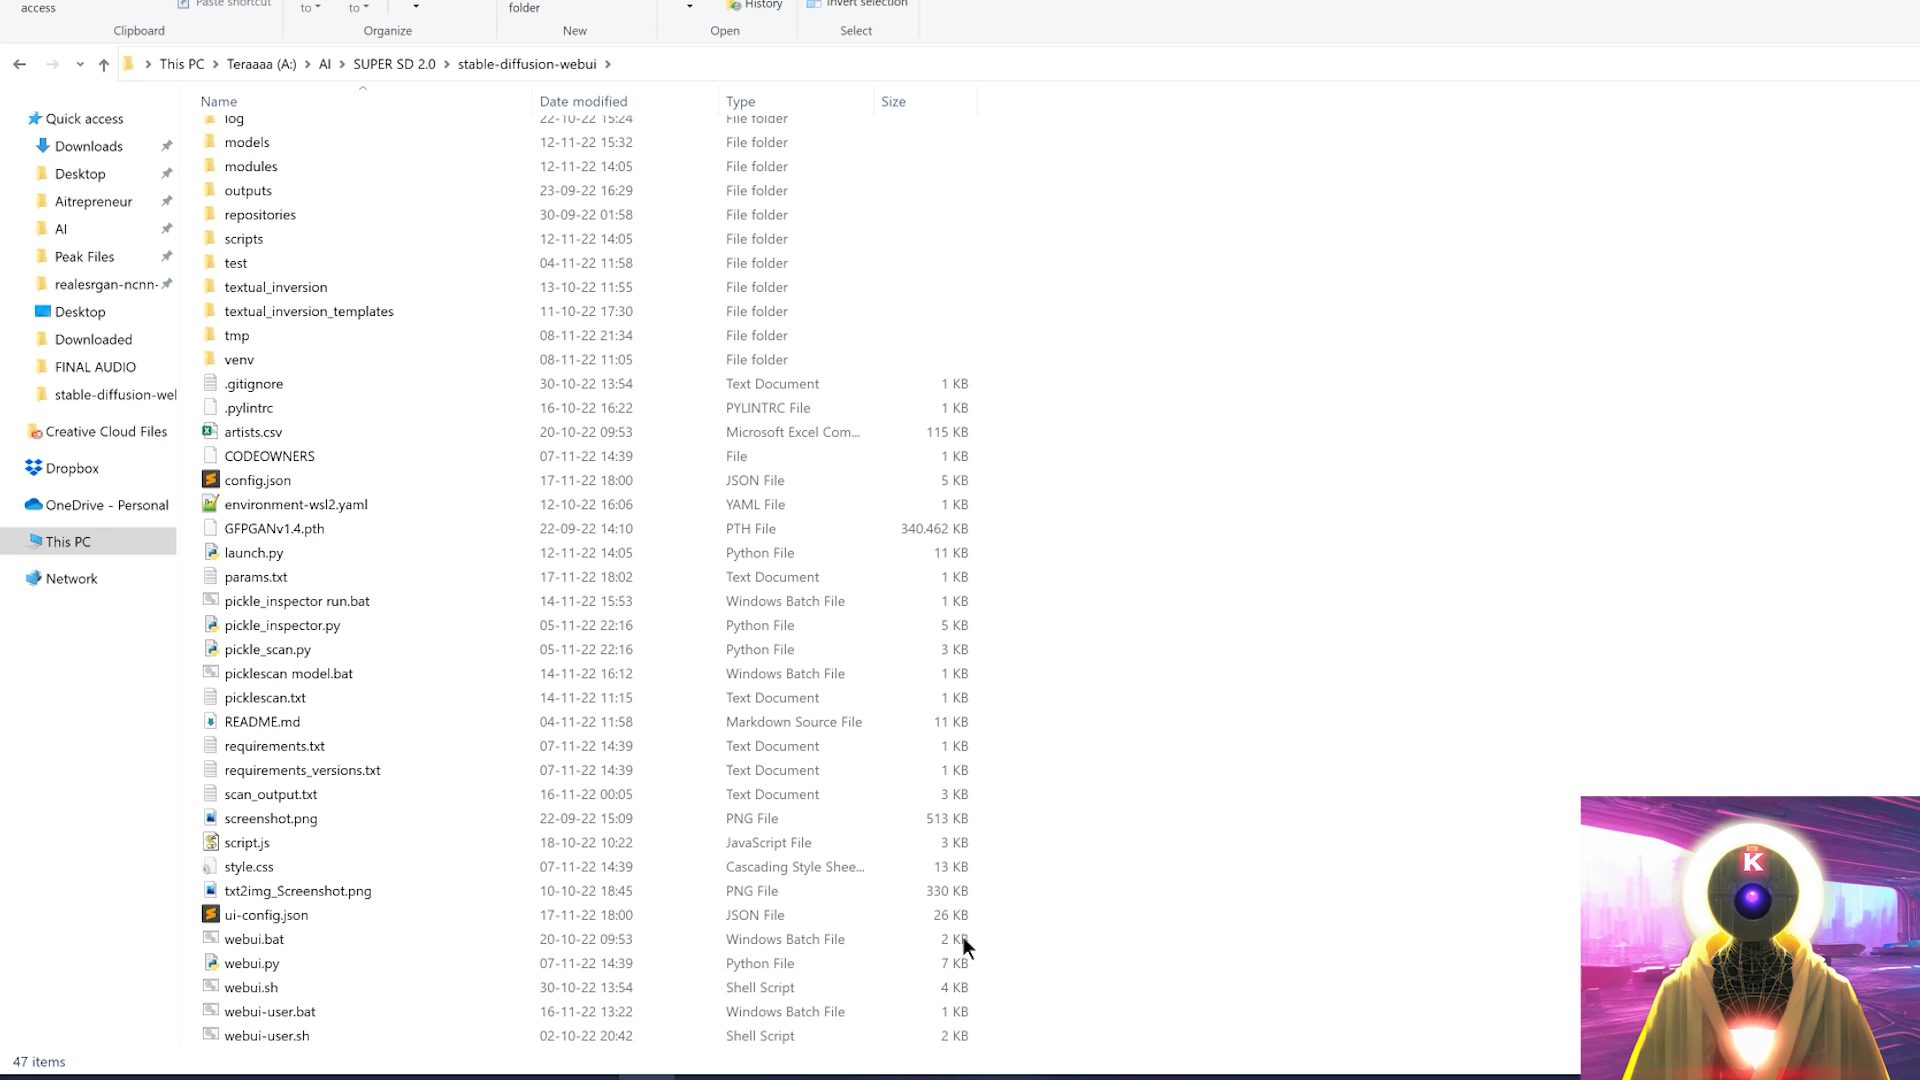 access
Paste shortcut
to
to
folder
History
Invert selection
Clipboard
Organize
New
Open
Select
This PC
Teraaaa (A:)
AI
SUPER SD 2.0
stable-diffusion-webui
Name
Date modified
Type
Size
Quick access
Downloads
Desktop
Aitrepreneur
AI
Peak Files
realesrgan-ncnn-
Desktop
Downloaded
FINAL AUDIO
stable-diffusion-wel
Creative Cloud Files
Dropbox
OneDrive - Personal
This PC
Network
log 22-10-22 15:24 File folder
models 12-11-22 15:32 File folder
modules 12-11-22 14:05 File folder
outputs 23-09-22 16:29 File folder
repositories 30-09-22 01:58 File folder
scripts 12-11-22 14:05 File folder
test 04-11-22 11:58 File folder
textual_inversion 13-10-22 11:55 File folder
textual_inversion_templates 11-10-22 17:30 File folder
tmp 08-11-22 21:34 File folder
venv 08-11-22 11:05 File folder
.gitignore 30-10-22 13:54 Text Document 1 KB
.pylintrc 16-10-22 16:22 PYLINTRC File 1 KB
artists.csv 20-10-22 09:53 Microsoft Excel Com... 115 KB
CODEOWNERS 07-11-22 14:39 File 1 KB
config.json 17-11-22 18:00 JSON File 5 KB
environment-wsl2.yaml 12-10-22 16:06 YAML File 1 KB
GFPGANv1.4.pth 22-09-22 14:10 PTH File 340.462 KB
launch.py 12-11-22 14:05 Python File 11 KB
params.txt 17-11-22 18:02 Text Document 1 KB
pickle_inspector run.bat 14-11-22 15:53 Windows Batch File 1 KB
pickle_inspector.py 05-11-22 22:16 Python File 5 KB
pickle_scan.py 05-11-22 22:16 Python File 3 KB
picklescan model.bat 14-11-22 16:12 Windows Batch File 1 KB
picklescan.txt 14-11-22 11:15 Text Document 1 KB
README.md 04-11-22 11:58 Markdown Source File 11 KB
requirements.txt 07-11-22 14:39 Text Document 1 KB
requirements_versions.txt 07-11-22 14:39 Text Document 1 KB
scan_output.txt 16-11-22 00:05 Text Document 3 KB
screenshot.png 22-09-22 15:09 PNG File 513 KB
script.js 18-10-22 10:22 JavaScript File 3 KB
style.css 07-11-22 14:39 Cascading Style Shee... 13 KB
txt2img_Screenshot.png 10-10-22 18:45 PNG File 330 KB
ui-config.json 17-11-22 18:00 JSON File 26 KB
webui.bat 20-10-22 09:53 Windows Batch File 2 KB
webui.py 07-11-22 14:39 Python File 7 KB
webui.sh 30-10-22 13:54 Shell Script 4 KB
webui-user.bat 16-11-22 13:22 Windows Batch File 1 KB
webui-user.sh 02-10-22 20:42 Shell Script 2 KB
47 items
K